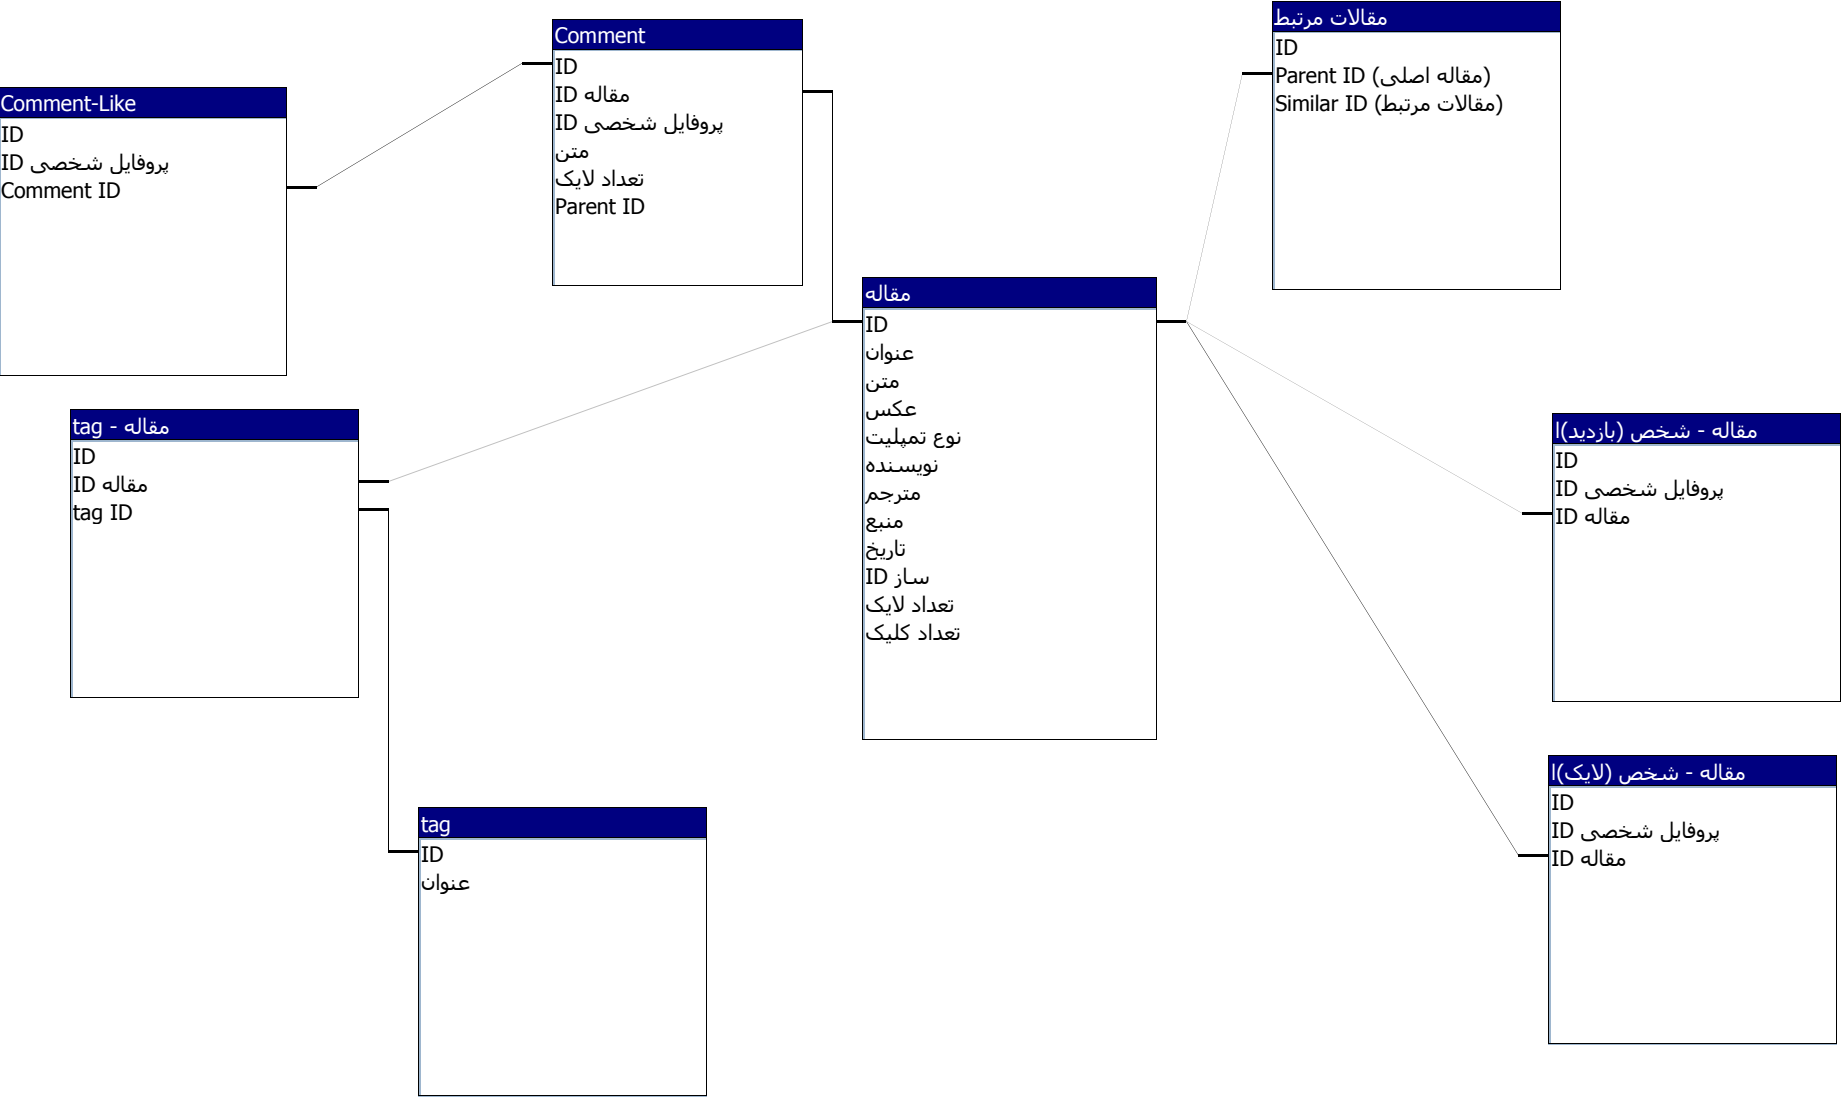 Comment-Like
ID
پروفایل شخصی ID
Comment ID
Comment
ID
مقاله ID
پروفایل شخصی ID
متن
تعداد لایک
Parent ID
مقالات مرتبط
ID
Parent ID (مقاله اصلی)
Similar ID (مقالات مرتبط)
مقاله
ID
عنوان
متن
عکس
نوع تمپلیت
نویسنده
مترجم
منبع
تاریخ
ساز ID
تعداد لایک
تعداد کلیک
tag - مقاله
ID
مقاله ID
tag ID
tag
ID
عنوان
مقاله - شخص (بازدید)ا
ID
پروفایل شخصی ID
مقاله ID
مقاله - شخص (لایک)ا
ID
پروفایل شخصی ID
مقاله ID